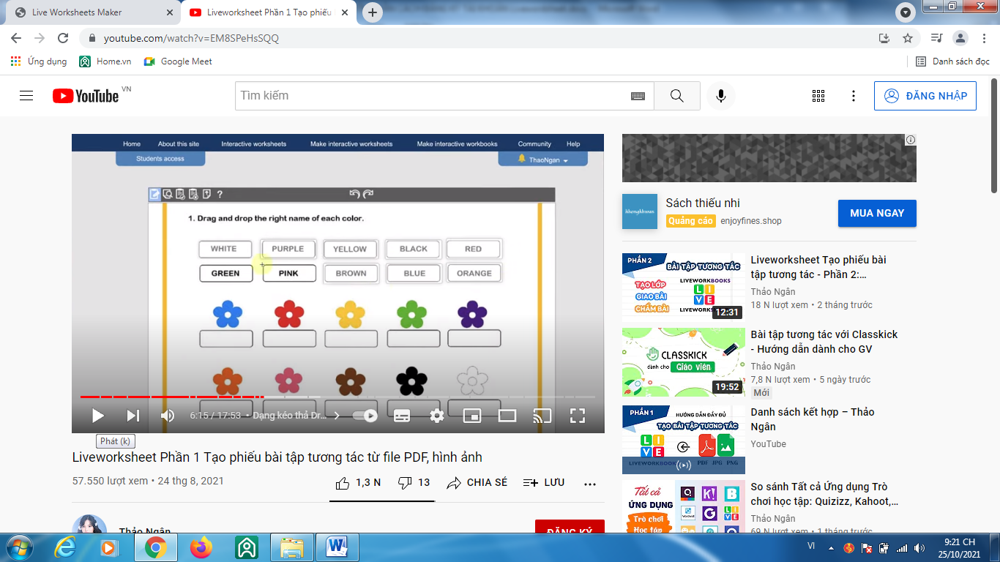 Live Worksheets Maker
Liveworksheet Phần 1 Tạo phiếu
youtube.com/watch?v=EM8SPeHsSQQ
Ứng dụng
Home.vn
Google Meet
Danh sách đọc
YouTube VN
Tìm kiếm
ĐĂNG NHẬP
Home
About this site
Interactive worksheets
Make interactive worksheets
Make interactive workbooks
Community
Help
Students access
ThaoNgan
1. Drag and drop the right name of each color.
WHITE PURPLE YELLOW BLACK RED
GREEN PINK BROWN BLUE ORANGE
6:15 / 17:53 • Dạng kéo thả Dr...
Phát (k)
Liveworksheet Phần 1 Tạo phiếu bài tập tương tác từ file PDF, hình ảnh
57.550 lượt xem • 24 thg 8, 2021
1,3 N
13
CHIA SẺ
LƯU
Thảo Ngân
ĐĂNG KÝ
Sách thiếu nhi
Quảng cáo enjoyfines.shop
MUA NGAY
PHẦN 2
BÀI TẬP TƯƠNG TÁC
TẠO LỚP
GIAO BÀI
CHẤM BÀI
LIVEWORKBOOKS
LIVE
12:31
Liveworksheet Tạo phiếu bài
tập tương tác - Phần 2:...
Thảo Ngân
18 N lượt xem • 2 tháng trước
CLASSKICK
dành cho Giáo viên
19:52
Bài tập tương tác với Classkick
- Hướng dẫn dành cho GV
Thảo Ngân
7,8 N lượt xem • 5 ngày trước
Mới
PHẦN 1
HƯỚNG DẪN ĐẦY ĐỦ
TẠO BÀI TẬP TƯƠNG TÁC
LIVE
PDF JPG PNG
Danh sách kết hợp – Thảo
Ngân
YouTube
Tất cả
ỨNG DỤNG
Trò chơi
Học tập
So sánh Tất cả Ứng dụng Trò
chơi học tập: Quizizz, Kahoot,...
Thảo Ngân
69 N lượt xem • 1 tháng trước
VI
9:21 CH
25/10/2021